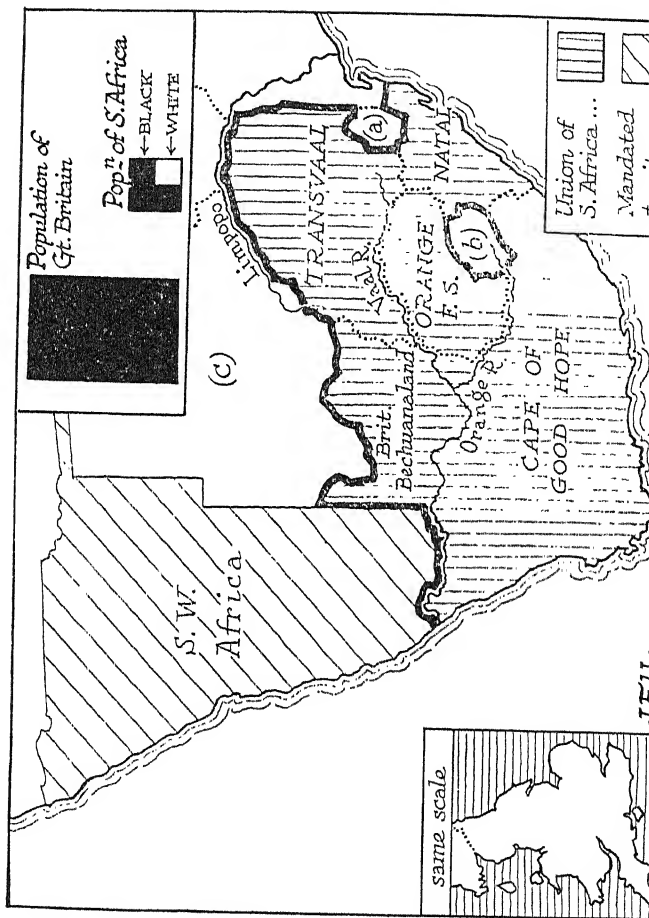 Population of
Gt. Britain
Popn of S. Africa
←BLACK
←WHITE
Limpopo
(c)
TRANSVAAL
(a)
Vaal R.
NATAL
ORANGE
F. S.
(b)
Brit.
Bechuanaland
Orange R.
CAPE OF
GOOD HOPE
S. W.
Africa
Union of
S. Africa ...
Mandated
same scale